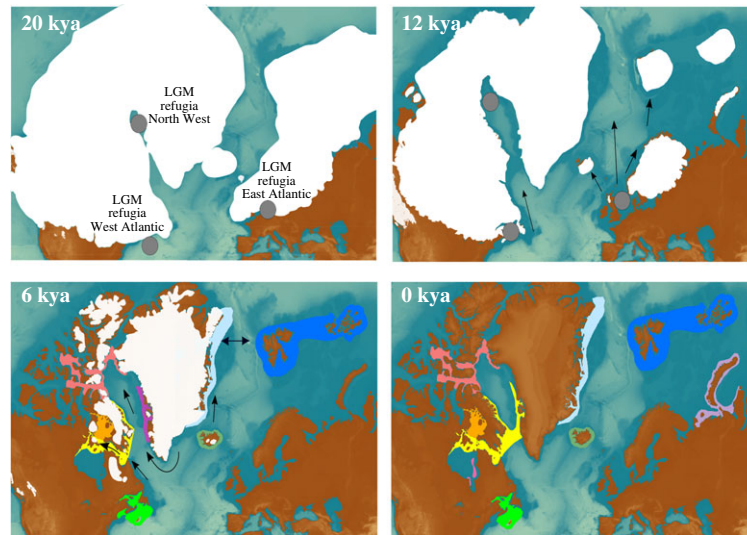 20 kya
LGM
refugia
North West
LGM
refugia
West Atlantic
LGM
refugia
East Atlantic
12 kya
6 kya
0 kya